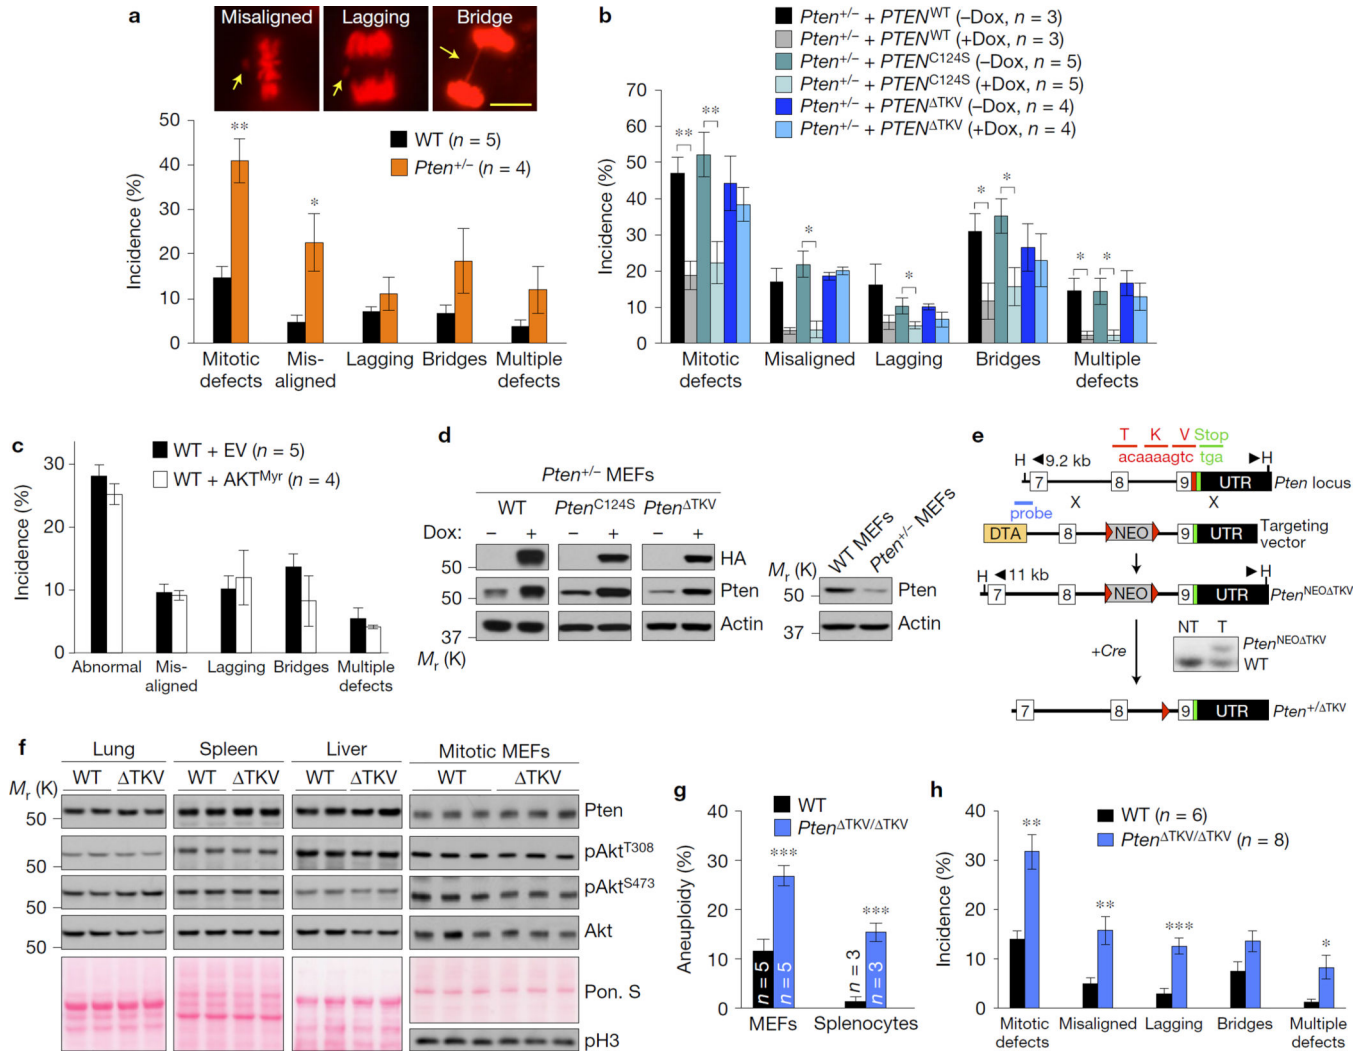 a
Misaligned
Lagging
Bridge
WT (n = 5)
Pten+/– (n = 4)
Incidence (%)
50
40
30
20
10
0
**
*
Mitotic
defects
Mis-
aligned
Lagging
Bridges
Multiple
defects
b
Pten+/– + PTENWT (–Dox, n = 3)
Pten+/– + PTENWT (+Dox, n = 3)
Pten+/– + PTENC124S (–Dox, n = 5)
Pten+/– + PTENC124S (+Dox, n = 5)
Pten+/– + PTENΔTKV (–Dox, n = 4)
Pten+/– + PTENΔTKV (+Dox, n = 4)
Incidence (%)
70
60
50
40
30
20
10
0
**
**
*
*
*
*
*
*
Mitotic
defects
Misaligned
Lagging
Bridges
Multiple
defects
c
WT + EV (n = 5)
WT + AKTMyr (n = 4)
Incidence (%)
30
20
10
0
Abnormal
Mis-
aligned
Lagging
Bridges
Multiple
defects
d
Pten+/– MEFs
WT
PtenC124S
PtenΔTKV
Dox:
– + – + – +
50
HA
50
Pten
37
Actin
Mr (K)
WT MEFs
Pten+/– MEFs
Mr (K)
50
Pten
37
Actin
e
T K V Stop
acaaaagtc tga
H 9.2 kb H
7 8 9 UTR Pten locus
X X
probe
DTA 8 NEO 9 UTR Targeting
vector
H 11 kb H
7 8 NEO 9 UTR PtenNEOΔTKV
+Cre
NT T
PtenNEOΔTKV
WT
7 8 9 UTR Pten+/ΔTKV
f
Lung Spleen Liver Mitotic MEFs
WT ΔTKV WT ΔTKV WT ΔTKV WT ΔTKV
Mr (K)
50
Pten
50
pAktT308
50
pAktS473
50
Akt
Pon. S
pH3
g
WT
PtenΔTKV/ΔTKV
Aneuploidy (%)
40
30
20
10
0
***
***
n = 5
n = 5
n = 3
n = 3
MEFs
Splenocytes
h
WT (n = 6)
PtenΔTKV/ΔTKV (n = 8)
Incidence (%)
40
30
20
10
0
**
**
***
*
Mitotic
defects
Misaligned
Lagging
Bridges
Multiple
defects